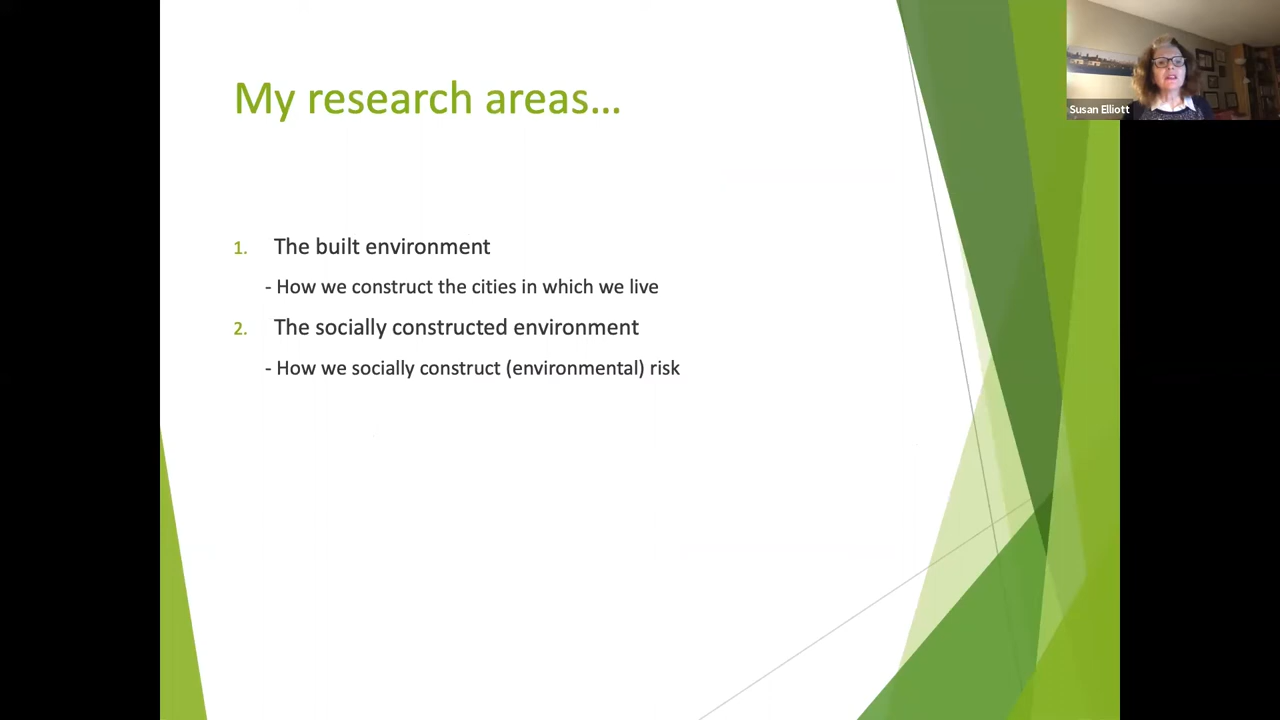 My research areas…
1. The built environment
- How we construct the cities in which we live
2. The socially constructed environment
- How we socially construct (environmental) risk
Susan Elliott